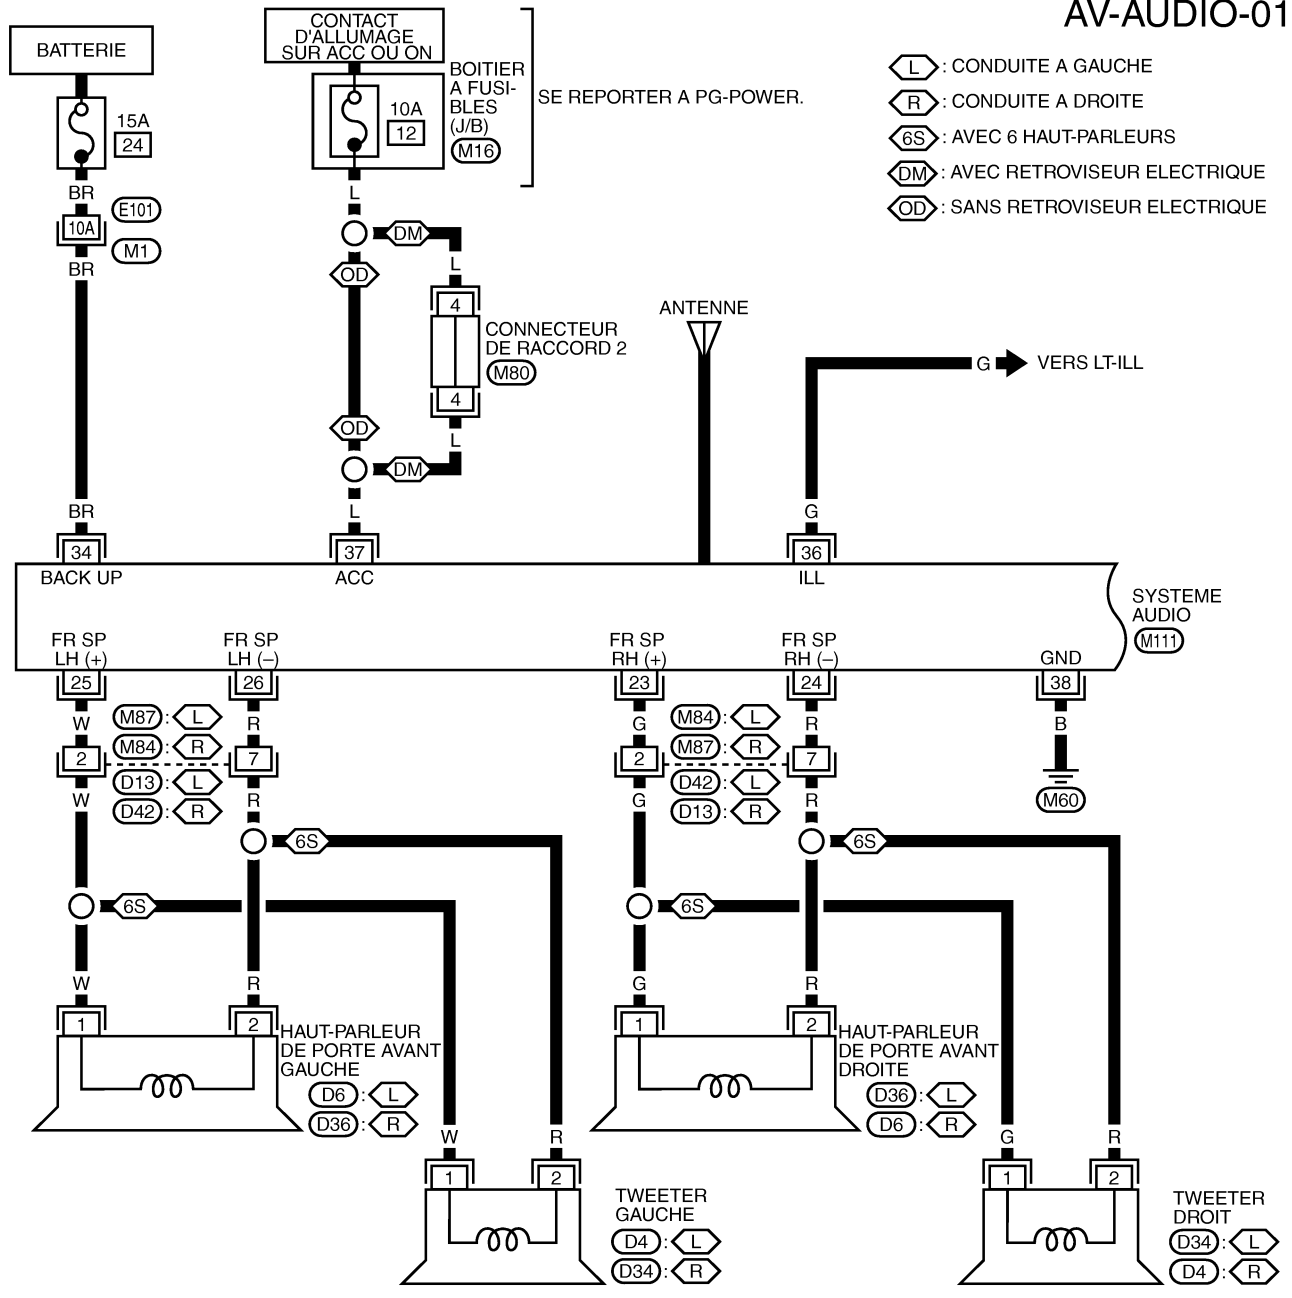 AV-AUDIO-01
BATTERIE
CONTACT
D'ALLUMAGE
SUR ACC OU ON
15A
24
10A
12
BOITIER
A FUSI-
BLES
(J/B)
M16
SE REPORTER A PG-POWER.
L : CONDUITE A GAUCHE
R : CONDUITE A DROITE
6S : AVEC 6 HAUT-PARLEURS
DM : AVEC RETROVISEUR ELECTRIQUE
OD : SANS RETROVISEUR ELECTRIQUE
BR
10A
E101
M1
BR
BR
L
DM
OD
L
4
CONNECTEUR
DE RACCORD 2
M80
4
OD
L
DM
L
ANTENNE
G
VERS LT-ILL
G
34
37
36
BACK UP
ACC
ILL
SYSTEME
AUDIO
M111
FR SP
LH (+)
FR SP
LH (–)
FR SP
RH (+)
FR SP
RH (–)
GND
25
26
23
24
38
W
M87 : L
R
G
M84 : L
R
B
M84 : R
M87 : R
2
7
2
7
D13 : L
D42 : L
W
R
G
R
M60
D42 : R
D13 : R
6S
6S
6S
6S
W
R
G
R
1
2
1
2
HAUT-PARLEUR
DE PORTE AVANT
GAUCHE
D6 : L
D36 : R
HAUT-PARLEUR
DE PORTE AVANT
DROITE
D36 : L
D6 : R
W
R
G
R
1
2
1
2
TWEETER
GAUCHE
D4 : L
D34 : R
TWEETER
DROIT
D34 : L
D4 : R